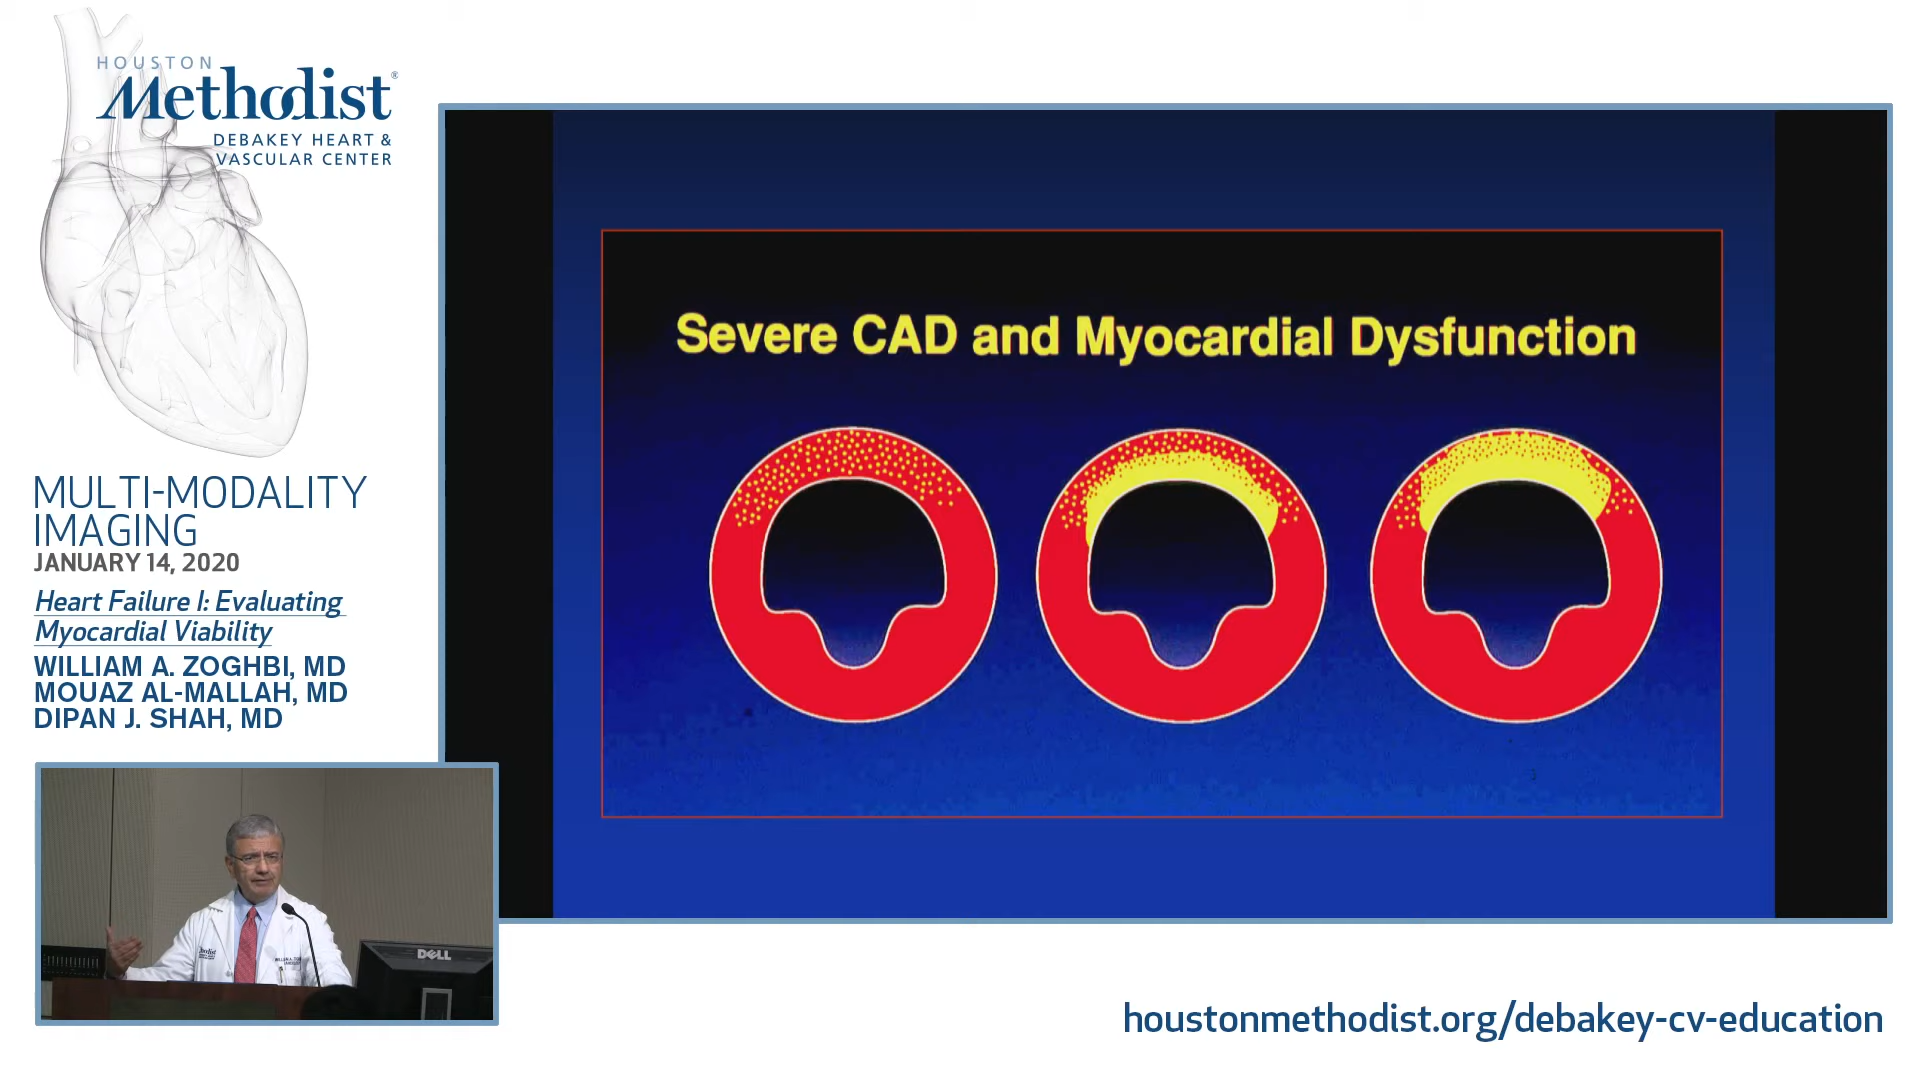 HOUSTON
Methodist®
DEBAKEY HEART &
VASCULAR CENTER
MULTI-MODALITY
IMAGING
JANUARY 14, 2020
Heart Failure I: Evaluating
Myocardial Viability
WILLIAM A. ZOGHBI, MD
MOUAZ AL-MALLAH, MD
DIPAN J. SHAH, MD
Severe CAD and Myocardial Dysfunction
DELL
houstonmethodist.org/debakey-cv-education